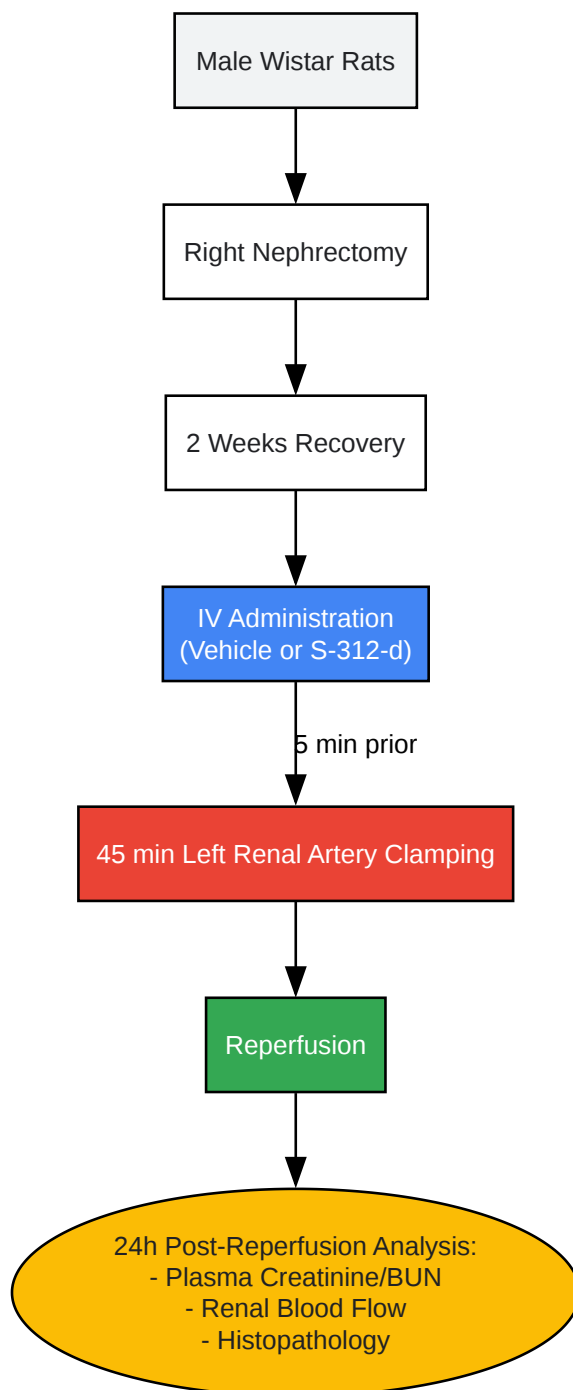 Male Wistar Rats
Right Nephrectomy
2 Weeks Recovery
IV Administration
(Vehicle or S-312-d)
5 min prior
45 min Left Renal Artery Clamping
Reperfusion
24h Post-Reperfusion Analysis:
- Plasma Creatinine/BUN
- Renal Blood Flow
- Histopathology